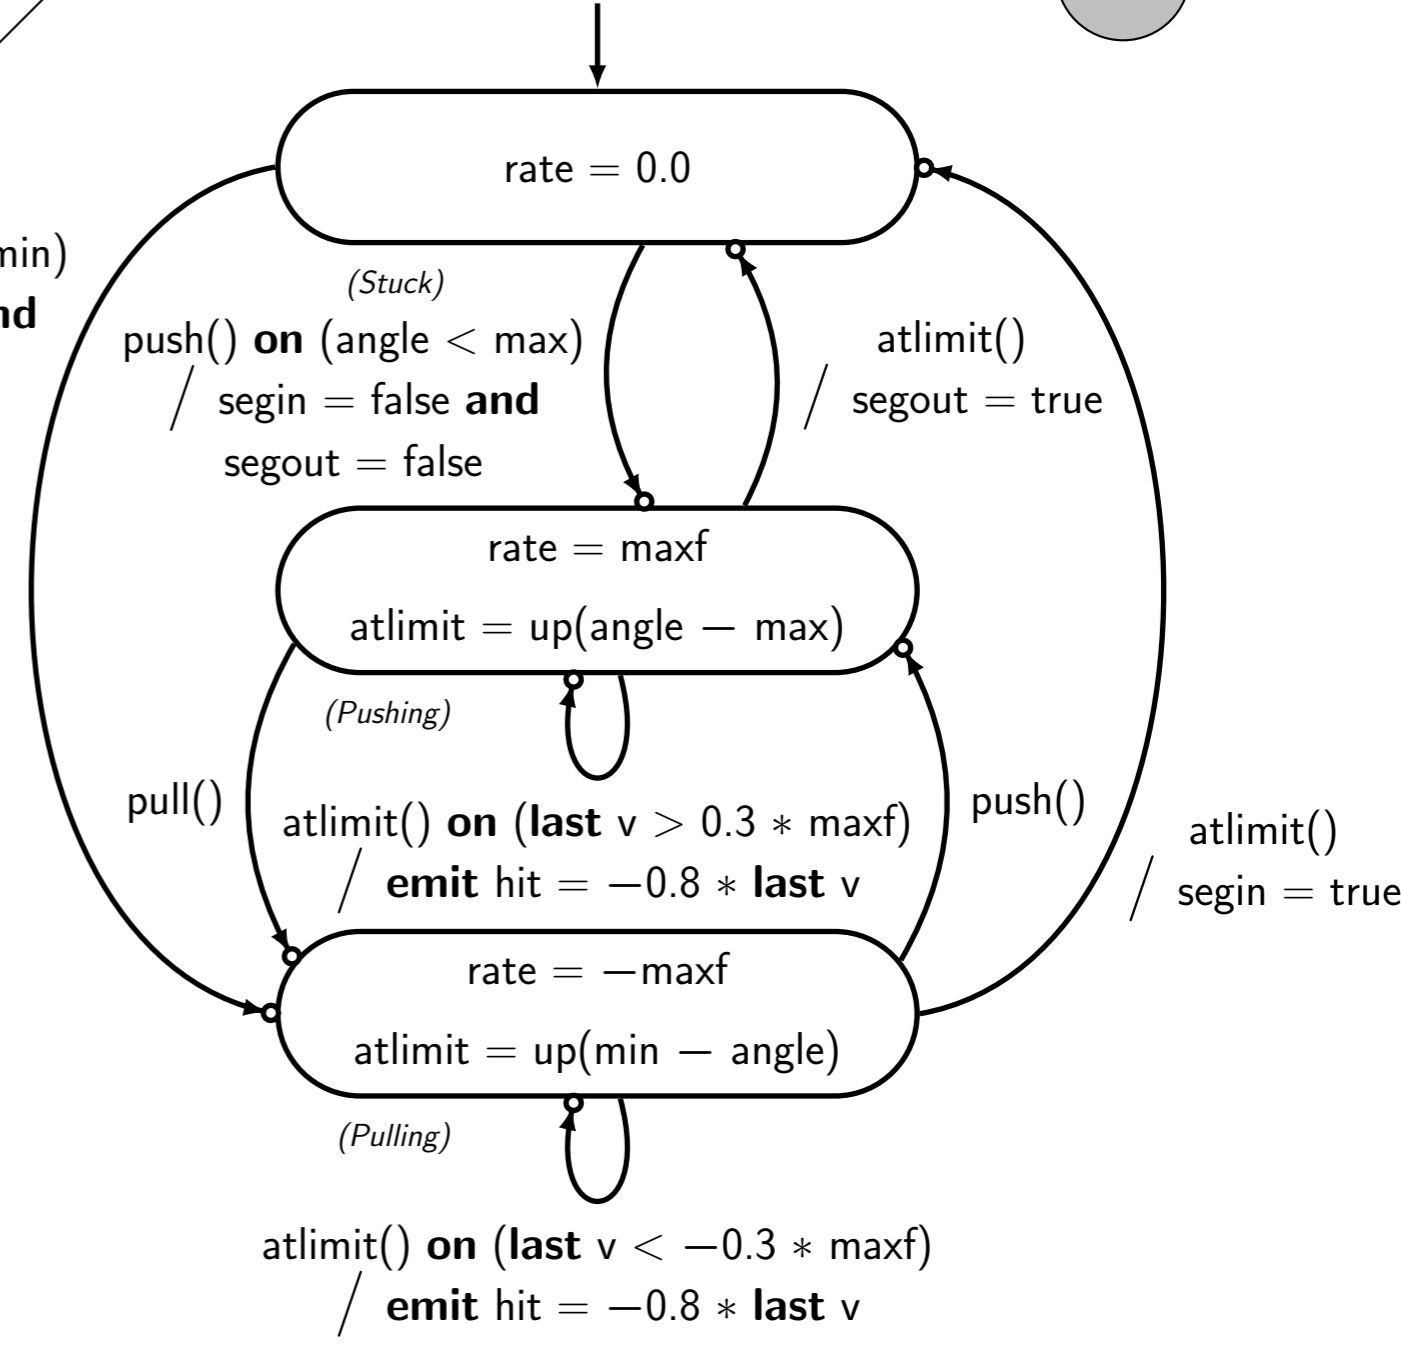 rate = 0.0
min)
(Stuck)
push() on (angle < max)
/ segin = false and
segout = false
atlimit()
/ segout = true
rate = maxf
atlimit = up(angle − max)
(Pushing)
pull()
atlimit() on (last v > 0.3 ∗ maxf)
/ emit hit = −0.8 ∗ last v
push()
atlimit()
/ segin = true
rate = −maxf
atlimit = up(min − angle)
(Pulling)
atlimit() on (last v < −0.3 ∗ maxf)
/ emit hit = −0.8 ∗ last v